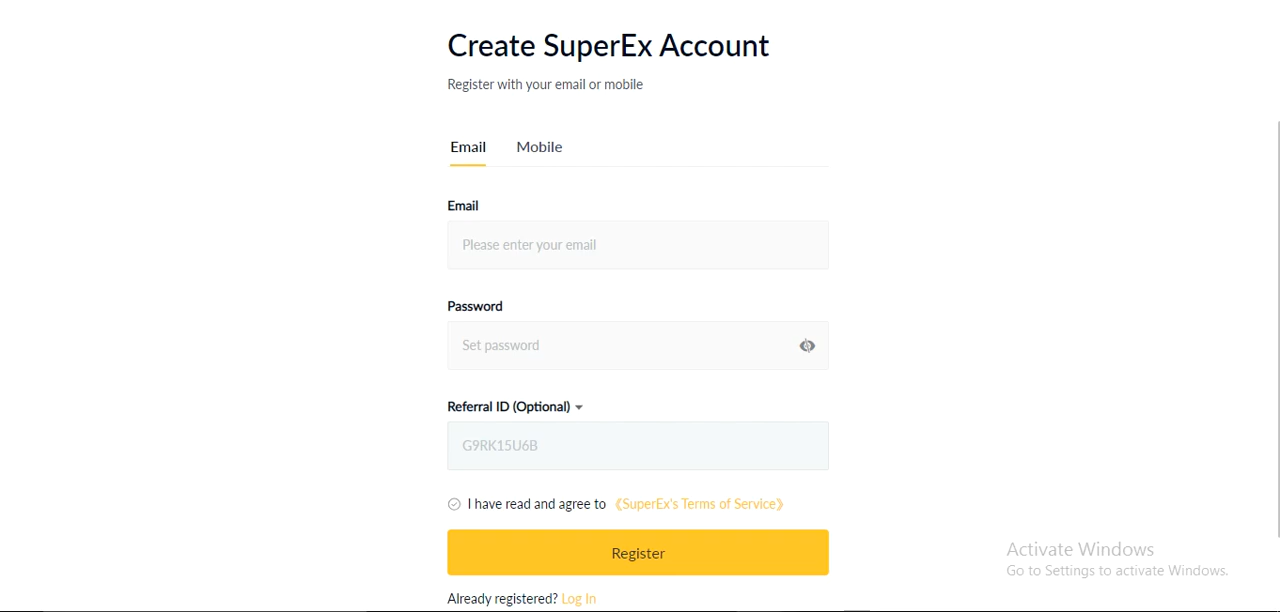 Create SuperEx Account
Register with your email or mobile
Email Mobile
Email
Please enter your email
Password
Set password
Referral ID (Optional)
G9RK15U6B
I have read and agree to 《SuperEx's Terms of Service》
Register
Already registered? Log In
Activate Windows
Go to Settings to activate Windows.